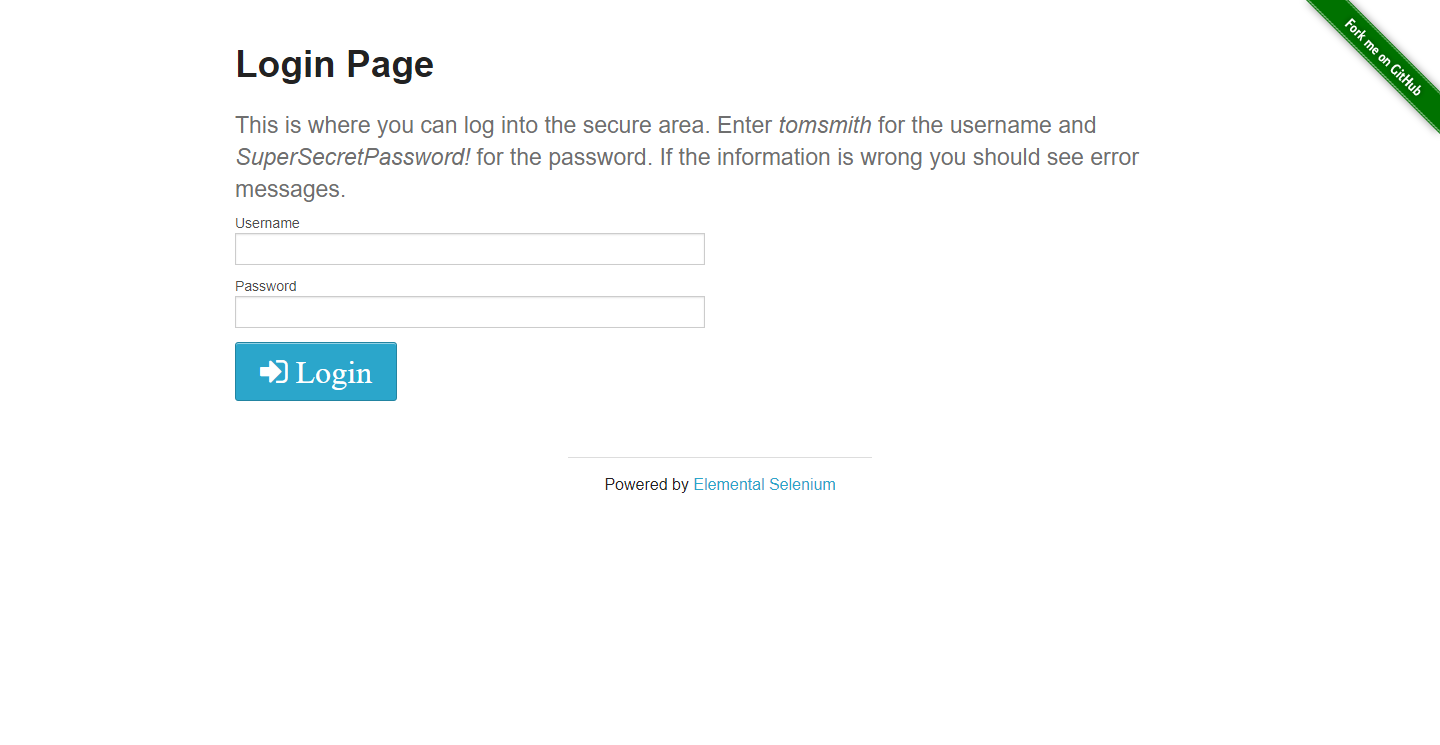 Fork me on GitHub
Login Page
This is where you can log into the secure area. Enter tomsmith for the username and
SuperSecretPassword! for the password. If the information is wrong you should see error
messages.
Username
Password
Login
Powered by Elemental Selenium